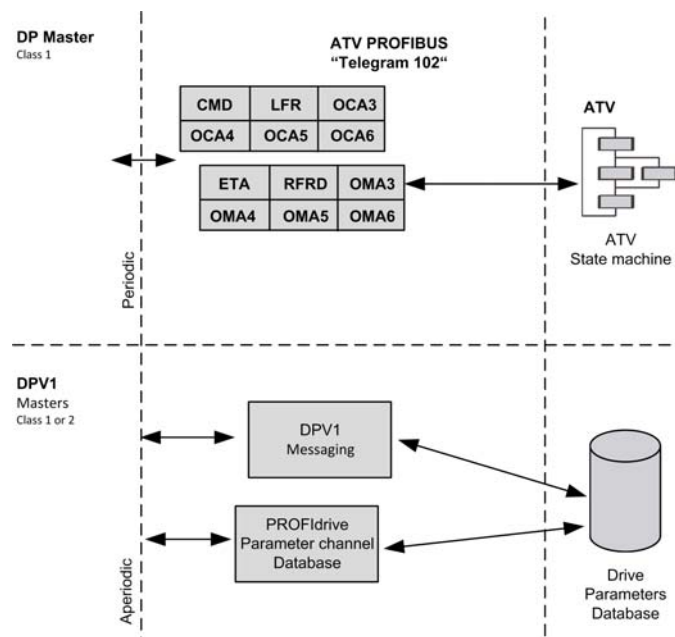 DP Master
Class 1
ATV PROFIBUS
“Telegram 102“
CMD LFR OCA3
OCA4 OCA5 OCA6
ETA RFRD OMA3
OMA4 OMA5 OMA6
ATV
ATV
State machine
Periodic
DPV1
Masters
Class 1 or 2
DPV1
Messaging
PROFIdrive
Parameter channel
Database
Drive
Parameters
Database
Aperiodic